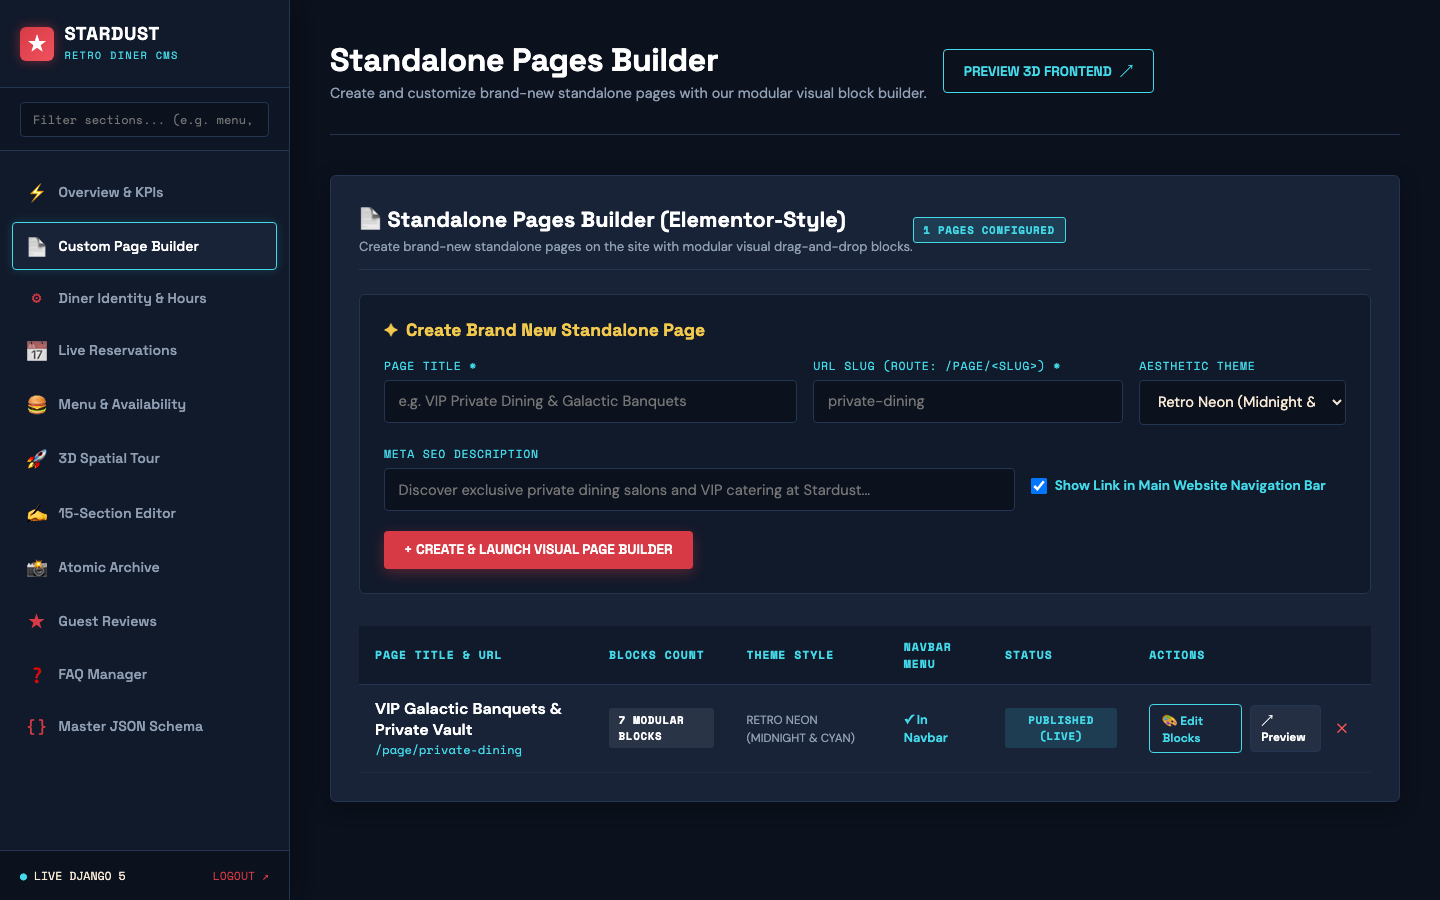 STARDUST
RETRO DINER CMS
Filter sections... (e.g. menu,
Overview & KPIs
Custom Page Builder
Diner Identity & Hours
Live Reservations
Menu & Availability
3D Spatial Tour
15-Section Editor
Atomic Archive
Guest Reviews
FAQ Manager
{} Master JSON Schema
LIVE DJANGO 5
LOGOUT ↗
Standalone Pages Builder
Create and customize brand-new standalone pages with our modular visual block builder.
PREVIEW 3D FRONTEND ↗
Standalone Pages Builder (Elementor-Style)
Create brand-new standalone pages on the site with modular visual drag-and-drop blocks.
1 PAGES CONFIGURED
✦ Create Brand New Standalone Page
PAGE TITLE *
URL SLUG (ROUTE: /PAGE/<SLUG>) *
AESTHETIC THEME
e.g. VIP Private Dining & Galactic Banquets
private-dining
Retro Neon (Midnight &
META SEO DESCRIPTION
Discover exclusive private dining salons and VIP catering at Stardust...
Show Link in Main Website Navigation Bar
+ CREATE & LAUNCH VISUAL PAGE BUILDER
PAGE TITLE & URL
BLOCKS COUNT
THEME STYLE
NAVBAR
MENU
STATUS
ACTIONS
VIP Galactic Banquets &
Private Vault
/page/private-dining
7 MODULAR
BLOCKS
RETRO NEON
(MIDNIGHT & CYAN)
✓ In
Navbar
PUBLISHED
(LIVE)
🎨 Edit
Blocks
↗
Preview
✕